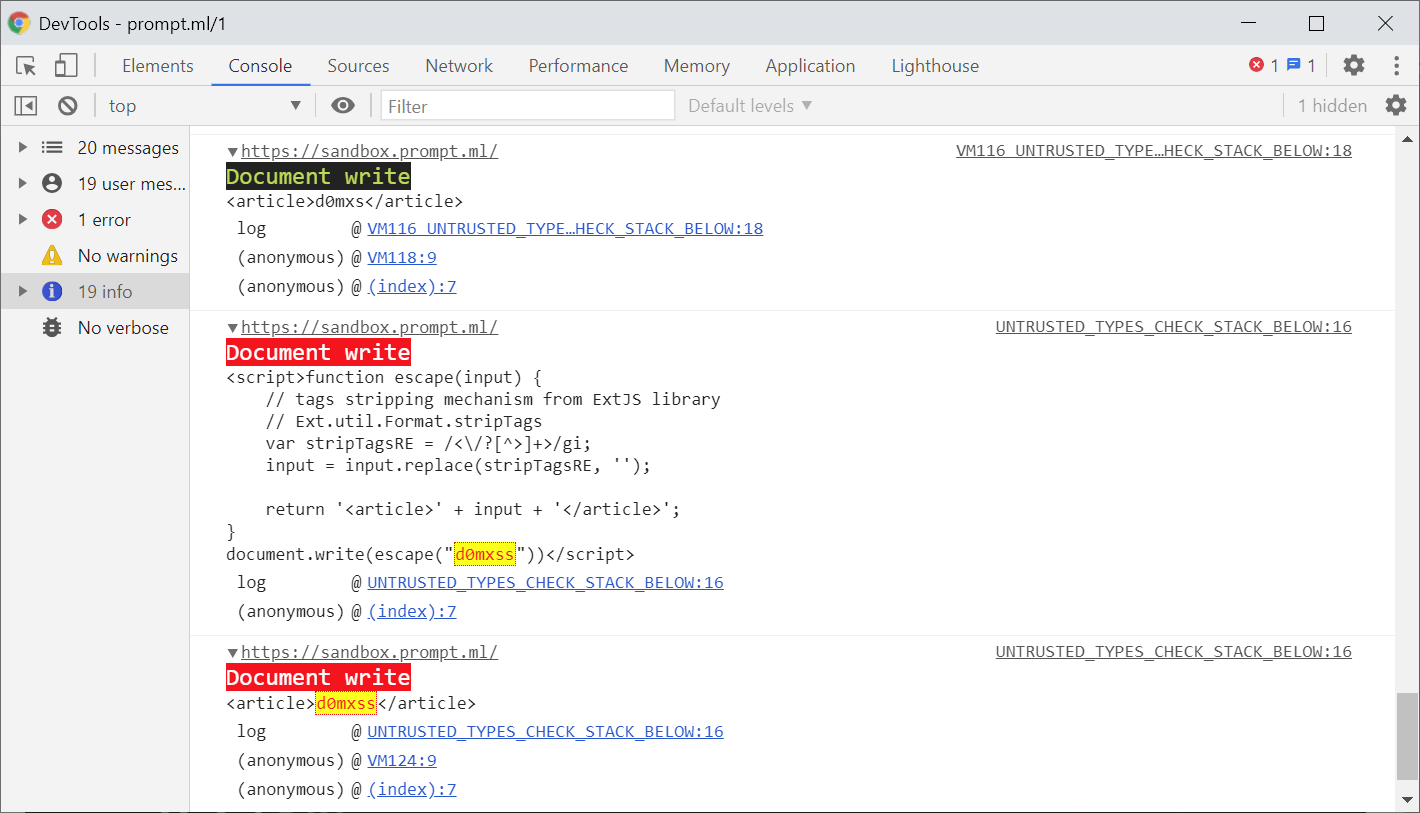 DevTools - prompt.ml/1
Elements Console Sources Network Performance Memory Application Lighthouse 1 1
top Filter Default levels 1 hidden
20 messages
19 user mes...
1 error
No warnings
19 info
No verbose
https://sandbox.prompt.ml/ VM116 UNTRUSTED_TYPE…HECK_STACK_BELOW:18
Document write
<article>d0mxs</article>
log @ VM116 UNTRUSTED_TYPE…HECK_STACK_BELOW:18
(anonymous) @ VM118:9
(anonymous) @ (index):7
https://sandbox.prompt.ml/ UNTRUSTED_TYPES_CHECK_STACK_BELOW:16
Document write
<script>function escape(input) {
    // tags stripping mechanism from ExtJS library
    // Ext.util.Format.stripTags
    var stripTagsRE = /<\/?[^>]+>/gi;
    input = input.replace(stripTagsRE, '');
    return '<article>' + input + '</article>';
}
document.write(escape("d0mxss"))</script>
log @ UNTRUSTED_TYPES_CHECK_STACK_BELOW:16
(anonymous) @ (index):7
https://sandbox.prompt.ml/ UNTRUSTED_TYPES_CHECK_STACK_BELOW:16
Document write
<article>d0mxss</article>
log @ UNTRUSTED_TYPES_CHECK_STACK_BELOW:16
(anonymous) @ VM124:9
(anonymous) @ (index):7